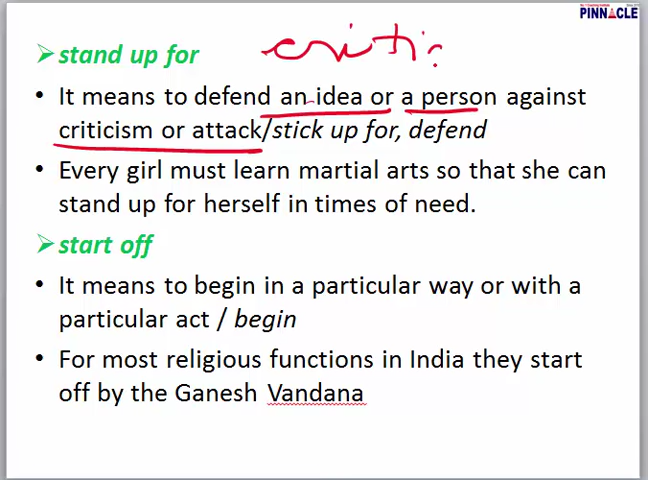 PINNACLE
➢stand up for
criti
• It means to defend an idea or a person against
criticism or attack/stick up for, defend
• Every girl must learn martial arts so that she can
stand up for herself in times of need.
➢start off
• It means to begin in a particular way or with a
particular act / begin
• For most religious functions in India they start
off by the Ganesh Vandana